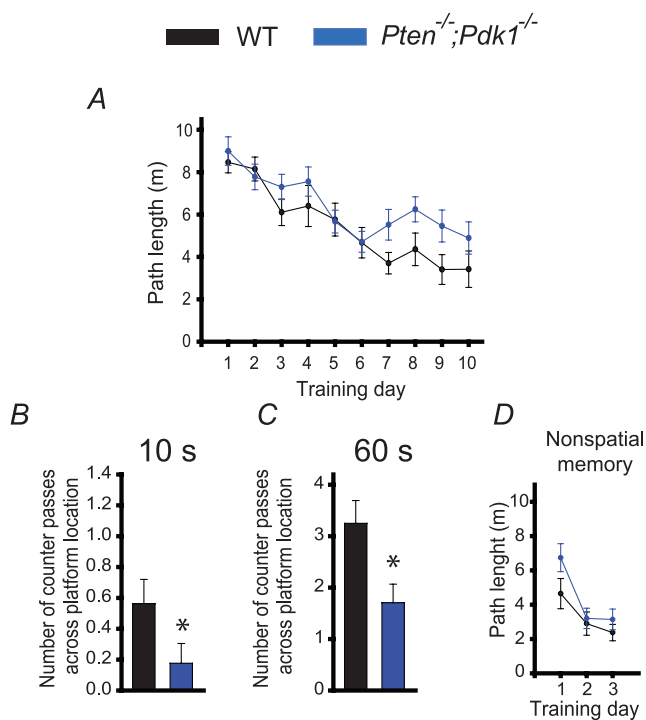 WT
Pten-/-;Pdk1-/-
A
Path length (m)
10
8
6
4
2
0
1 2 3 4 5 6 7 8 9 10
Training day
B
10 s
Number of counter passes
across platform location
1.4
1.2
1.0
0.8
0.6
0.4
0.2
0.0
*
C
60 s
Number of counter passes
across platform location
4
3
2
1
0
*
D
Nonspatial
memory
Path lenght (m)
10
8
6
4
2
0
1 2 3
Training day